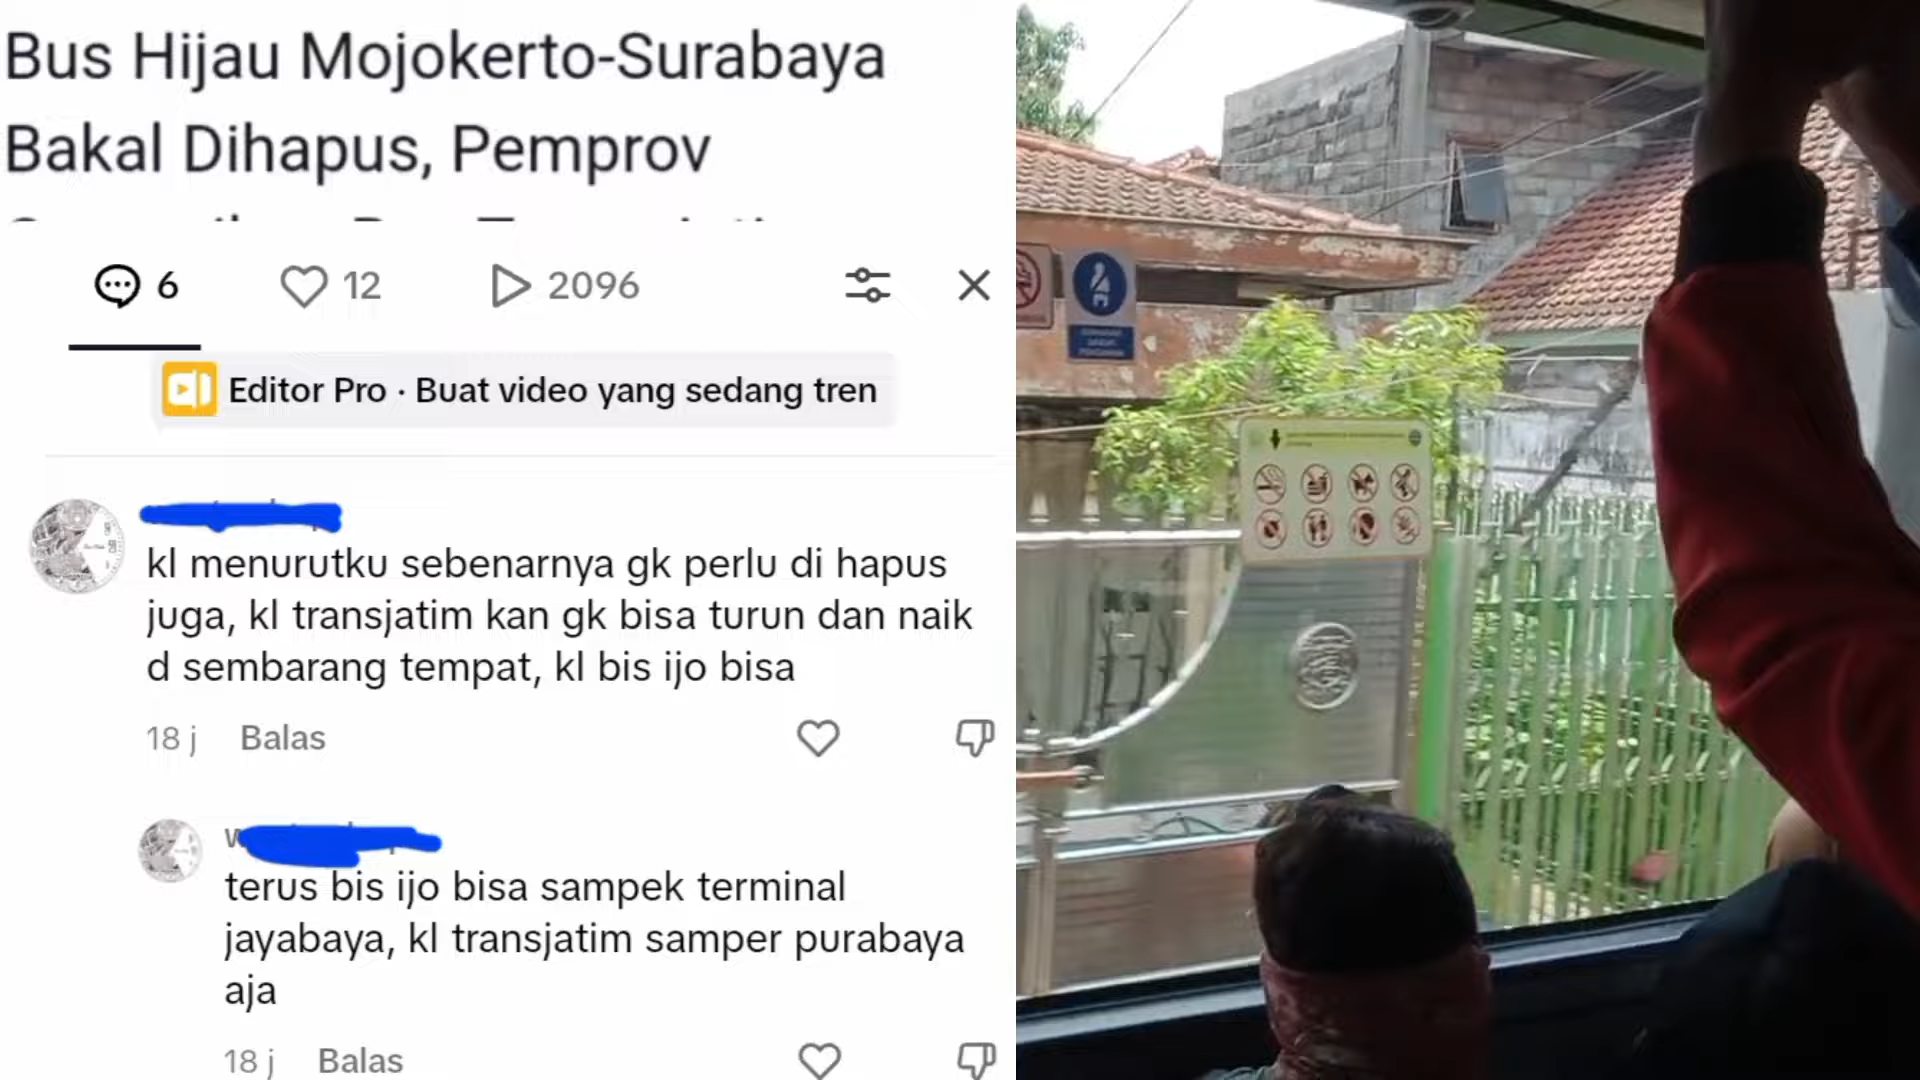 Bus Hijau Mojokerto-Surabaya
Bakal Dihapus, Pemprov
6
12
2096
Editor Pro · Buat video yang sedang tren
kl menurutku sebenarnya gk perlu di hapus
juga, kl transjatim kan gk bisa turun dan naik
d sembarang tempat, kl bis ijo bisa
18 j Balas
terus bis ijo bisa sampek terminal
jayabaya, kl transjatim samper purabaya
aja
18 j Balas